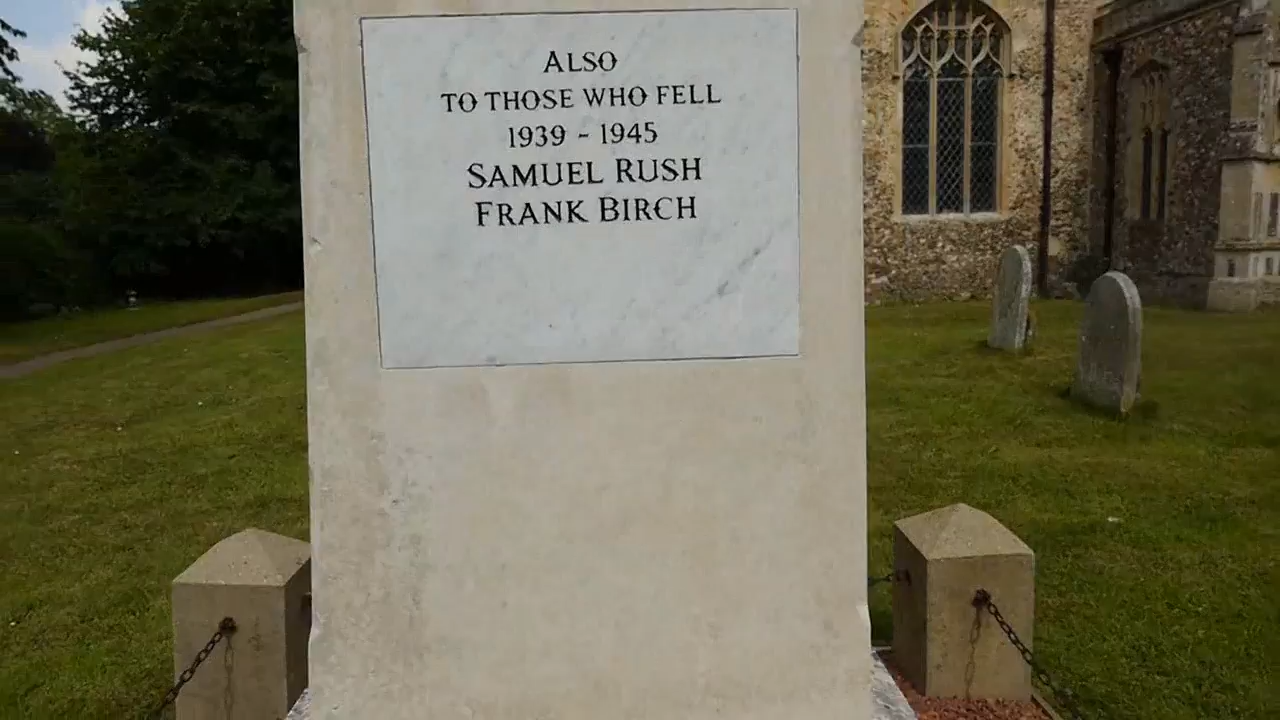 ALSO
TO THOSE WHO FELL
1939 - 1945
SAMUEL RUSH
FRANK BIRCH